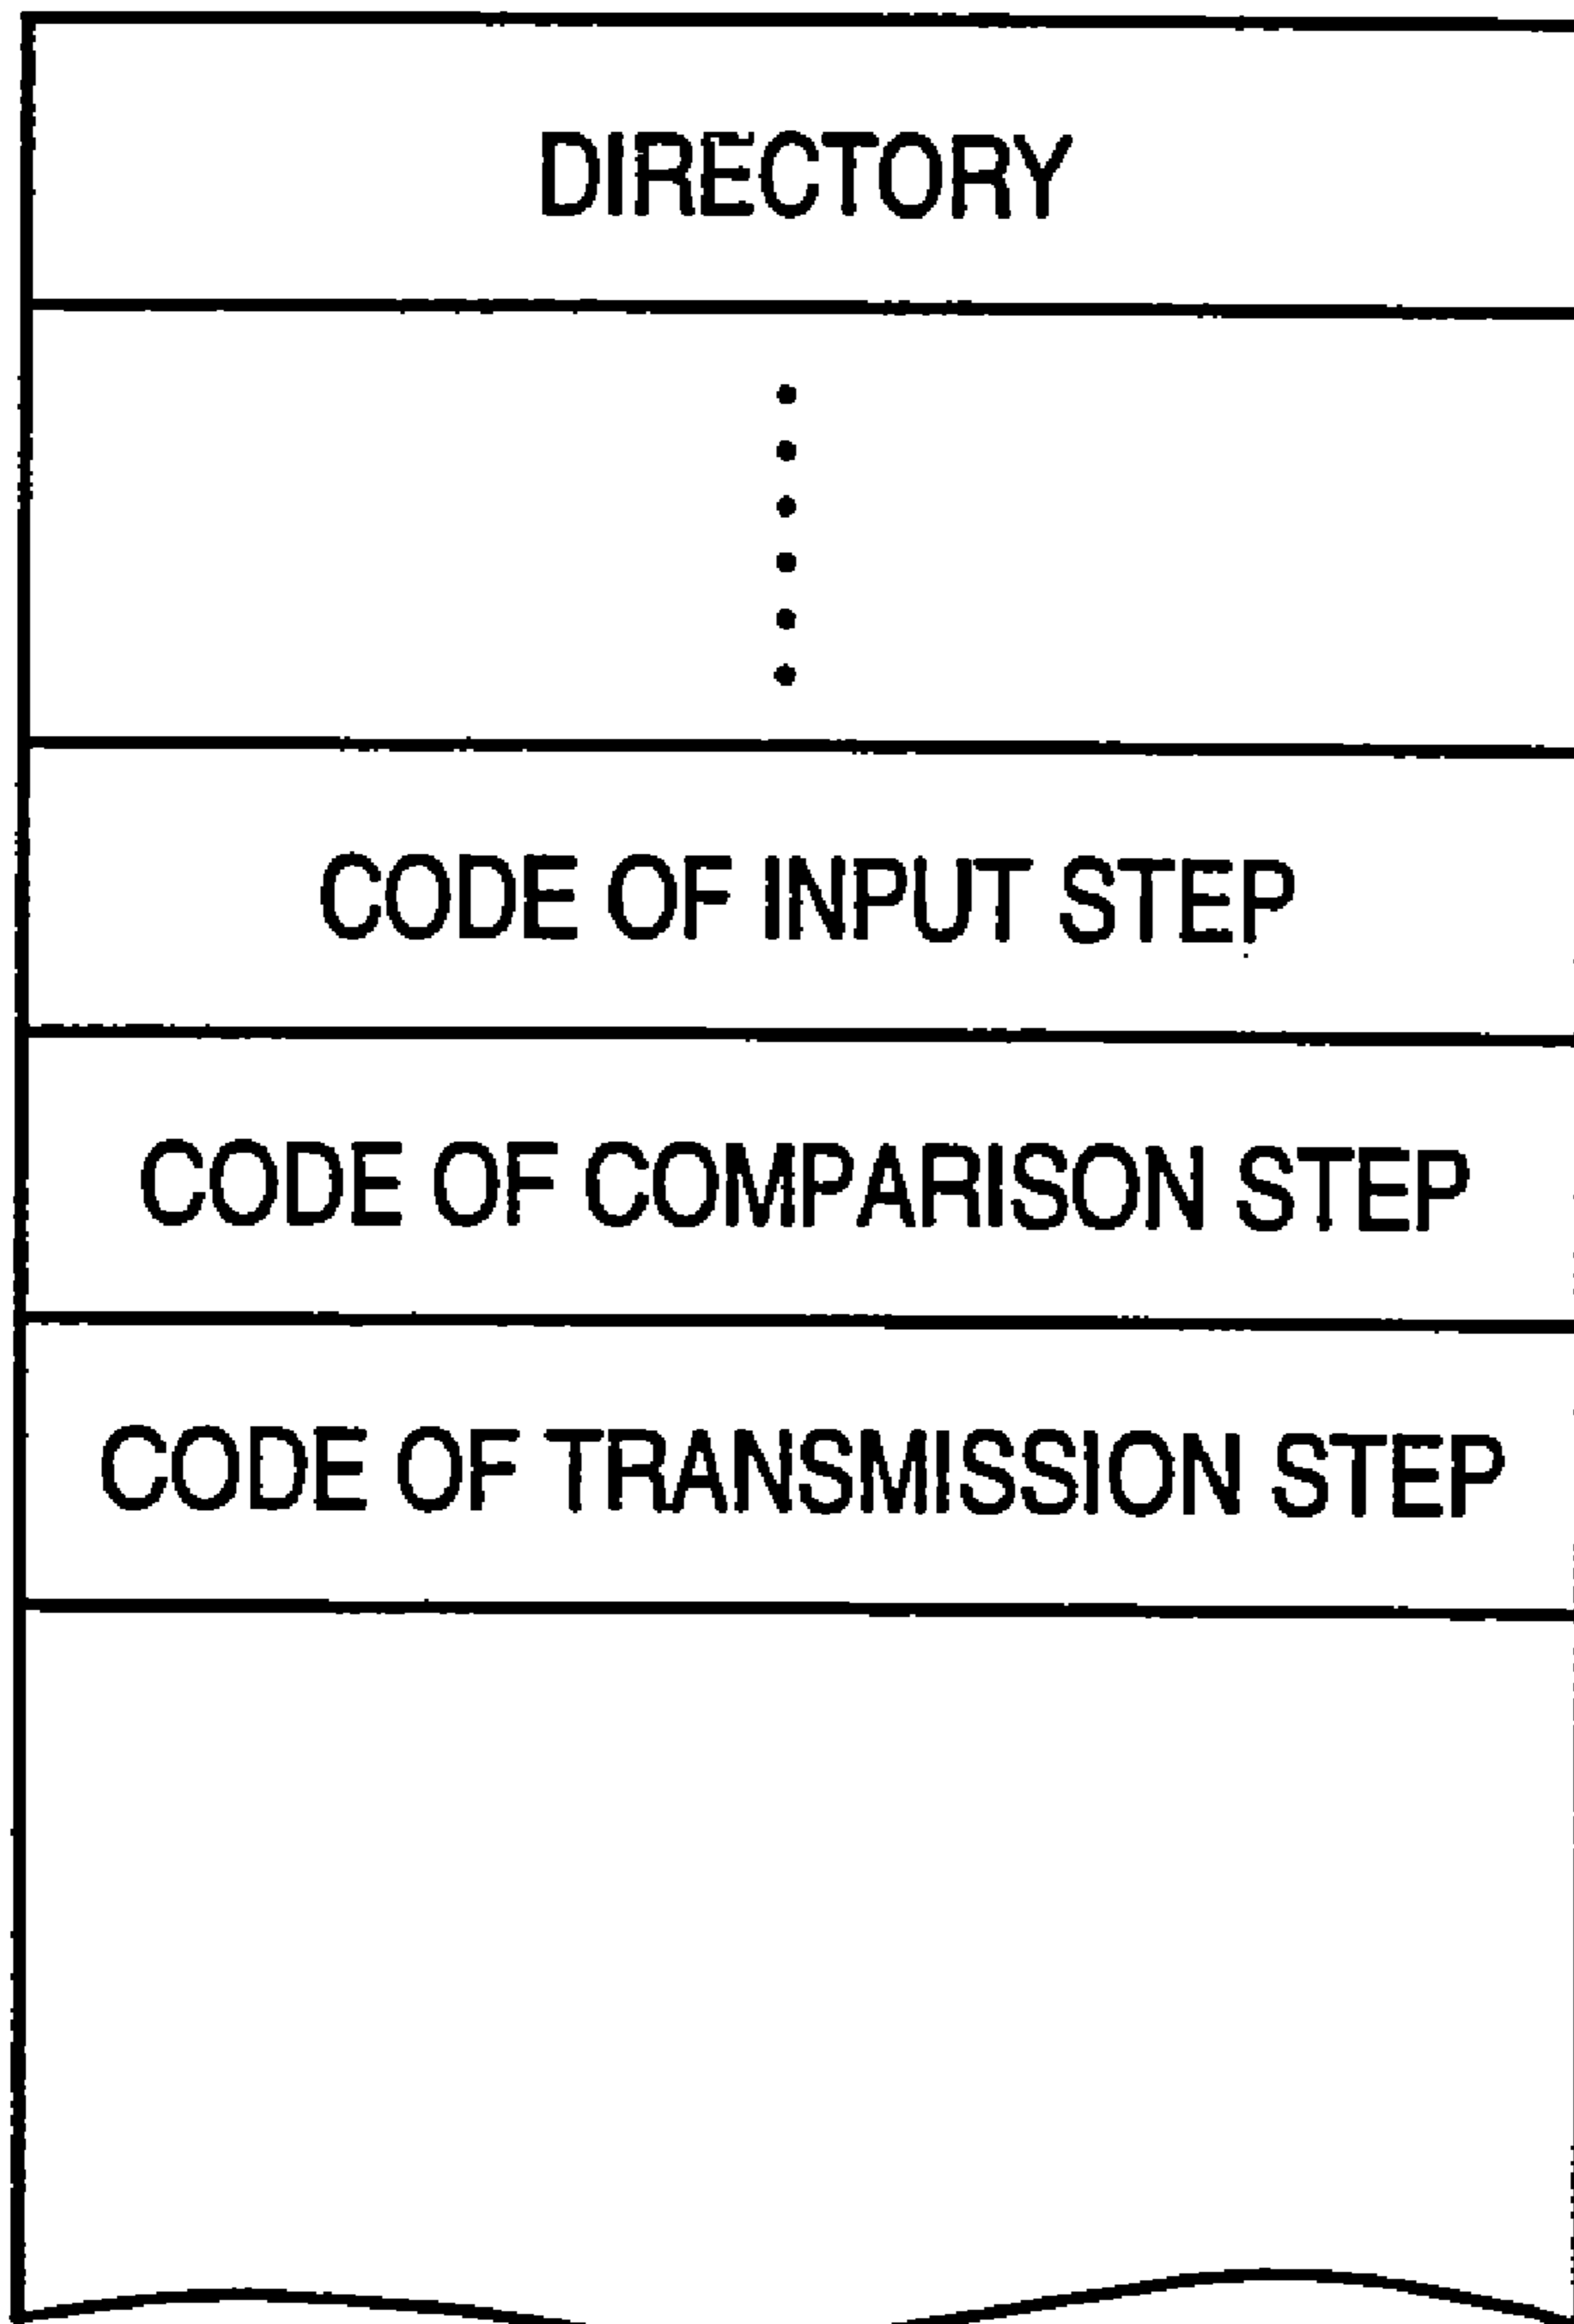 DIRECTORY
CODE OF INPUT STEP
CODE OF COMPARISON STEP
CODE OF TRANSMISSION STEP